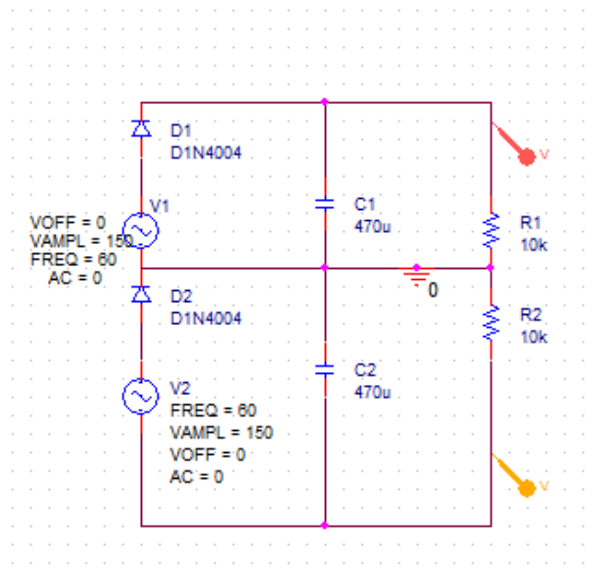 D1
D1N4004
V1
VOFF = 0
VAMPL = 150
FREQ = 60
AC = 0
C1
470u
V
R1
10k
0
D2
D1N4004
R2
10k
V2
FREQ = 60
VAMPL = 150
VOFF = 0
AC = 0
C2
470u
V